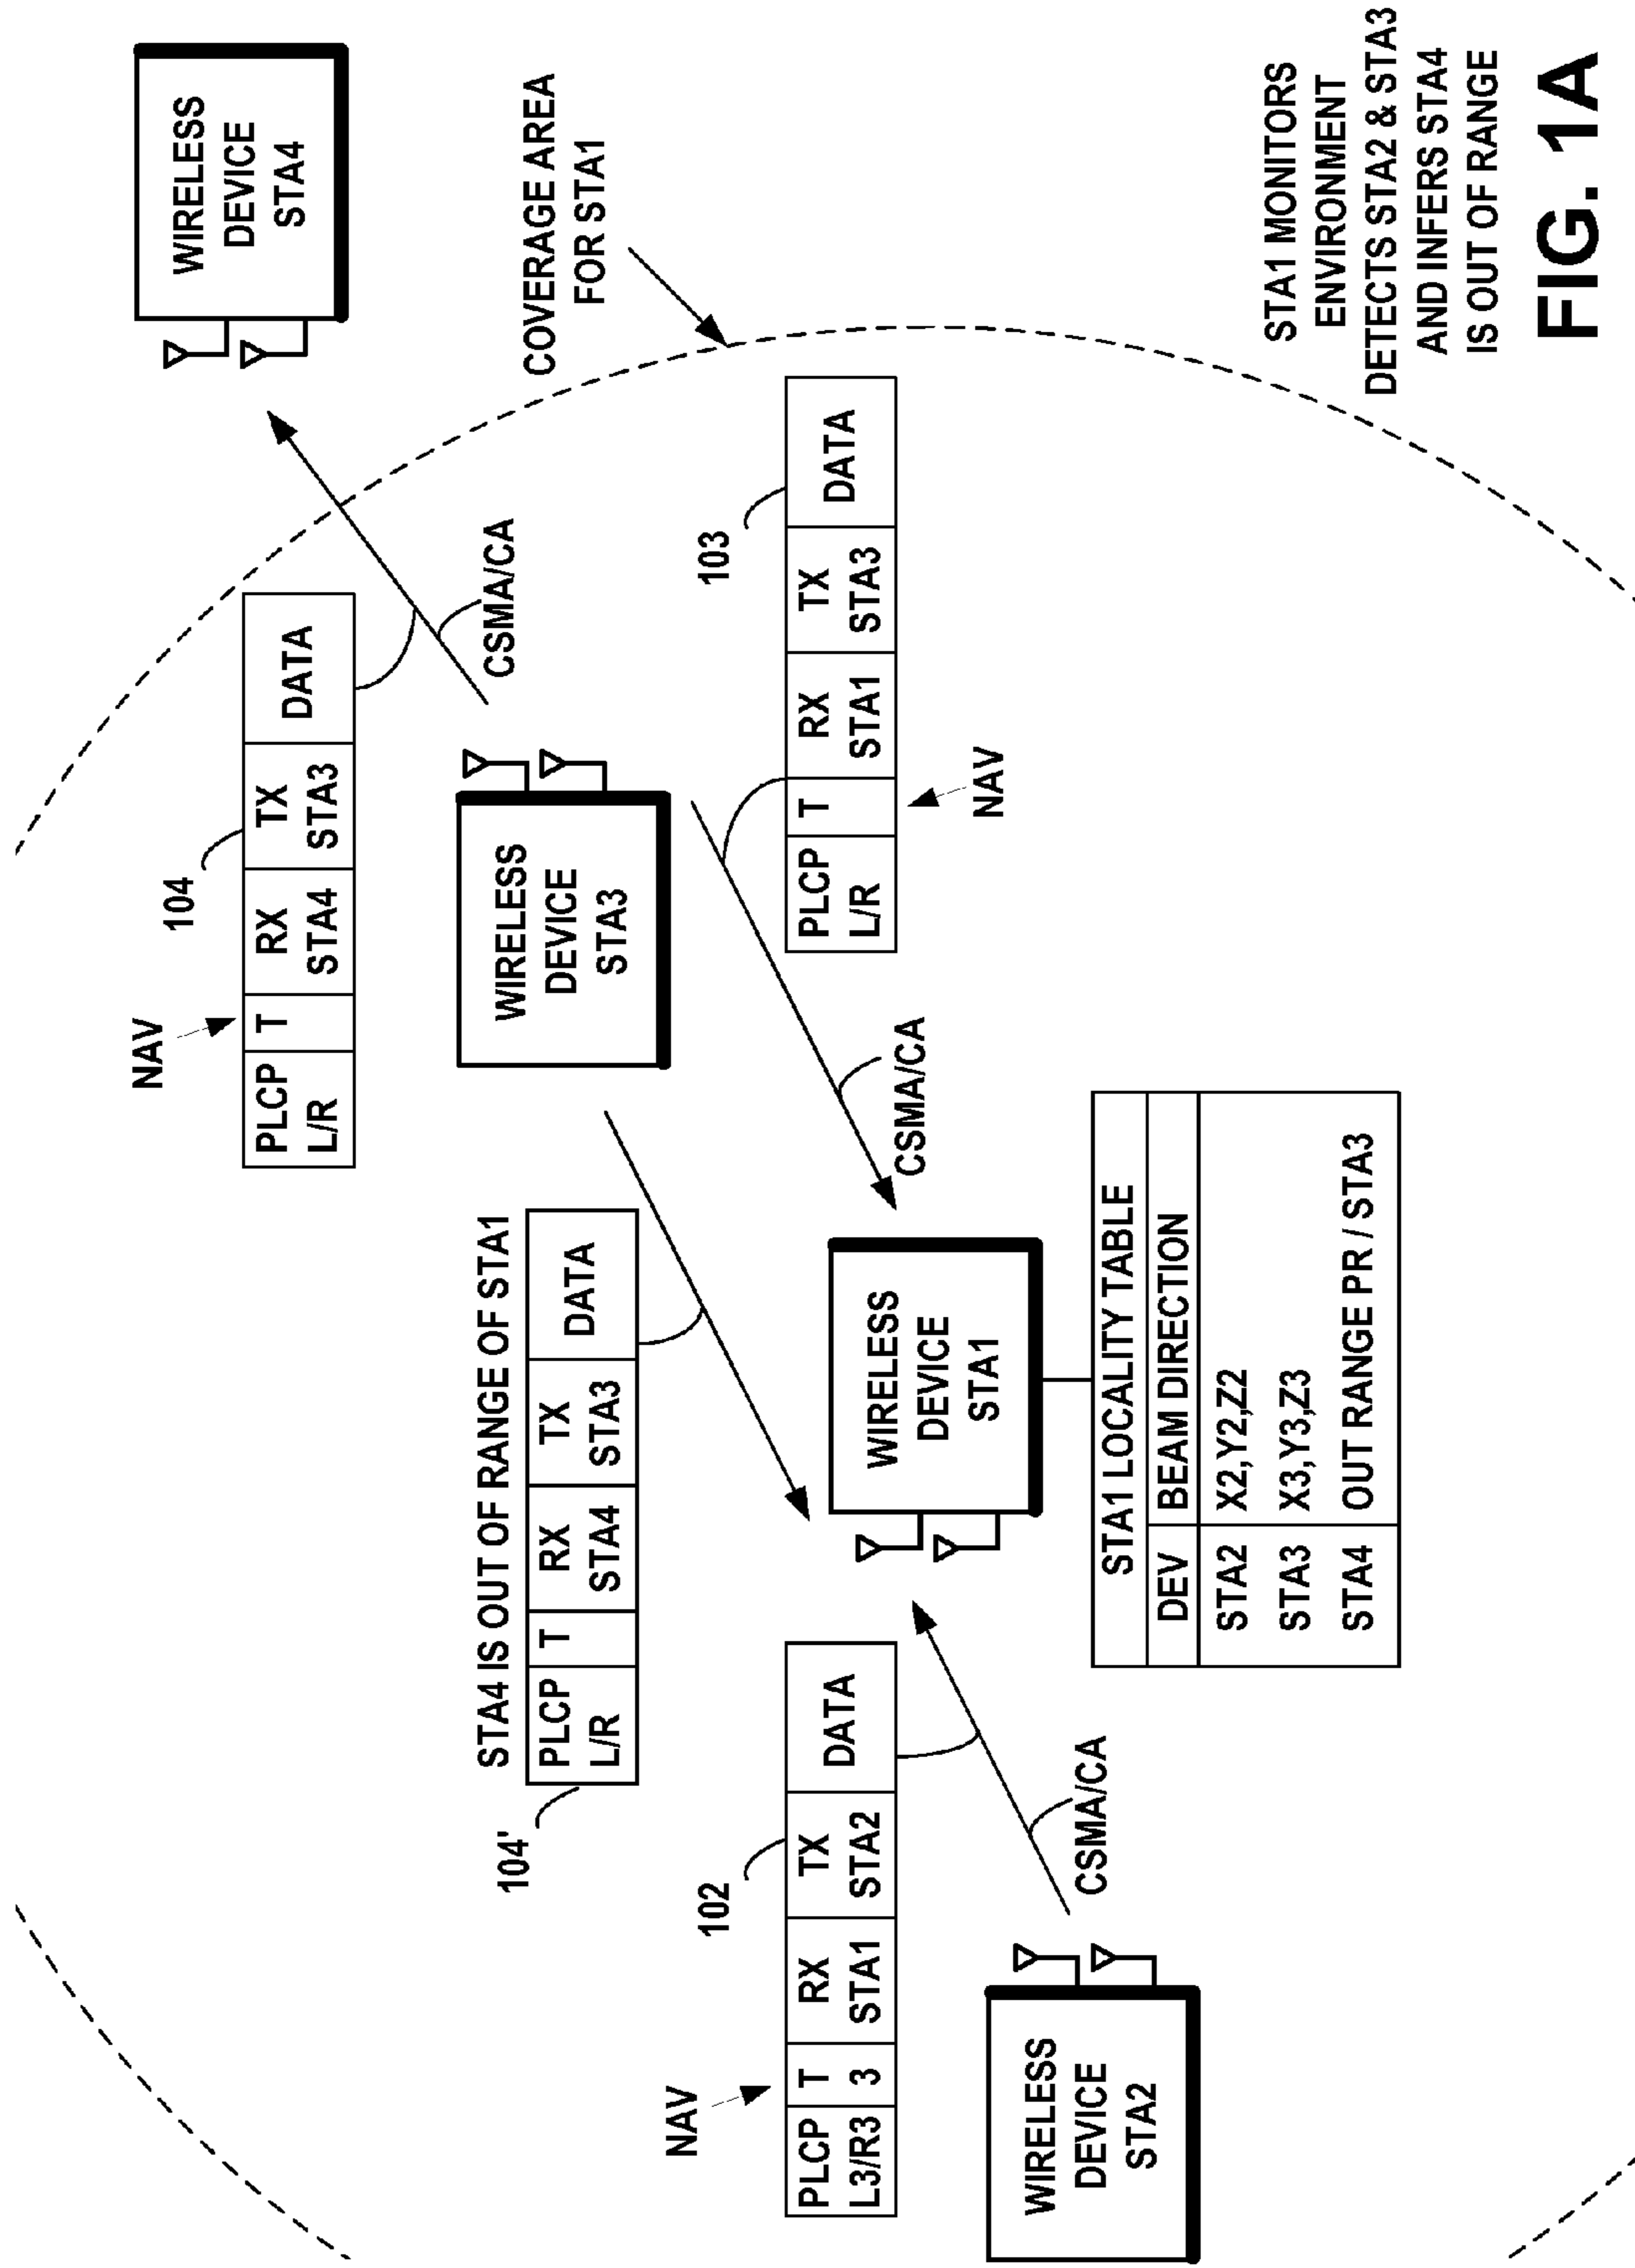 WIRELESS
DEVICE
STA4
COVERAGE AREA
FOR STA1
NAV
104
PLCP
L/R
T
RX
STA4
TX
STA3
DATA
CSMA/CA
STA4 IS OUT OF RANGE OF STA1
104'
PLCP
L/R
T
RX
STA4
TX
STA3
DATA
WIRELESS
DEVICE
STA3
NAV
102
PLCP
L3/R3
T
3
RX
STA1
TX
STA2
DATA
103
PLCP
L/R
T
RX
STA1
TX
STA3
DATA
NAV
WIRELESS
DEVICE
STA1
CSMA/CA
WIRELESS
DEVICE
STA2
CSMA/CA
STA1 LOCALITY TABLE
DEV BEAM DIRECTION
STA2 X2,Y2,Z2
STA3 X3,Y3,Z3
STA4 OUT RANGE PR / STA3
STA1 MONITORS
ENVIRONMENT
DETECTS STA2 & STA3
AND INFERS STA4
IS OUT OF RANGE
FIG. 1A